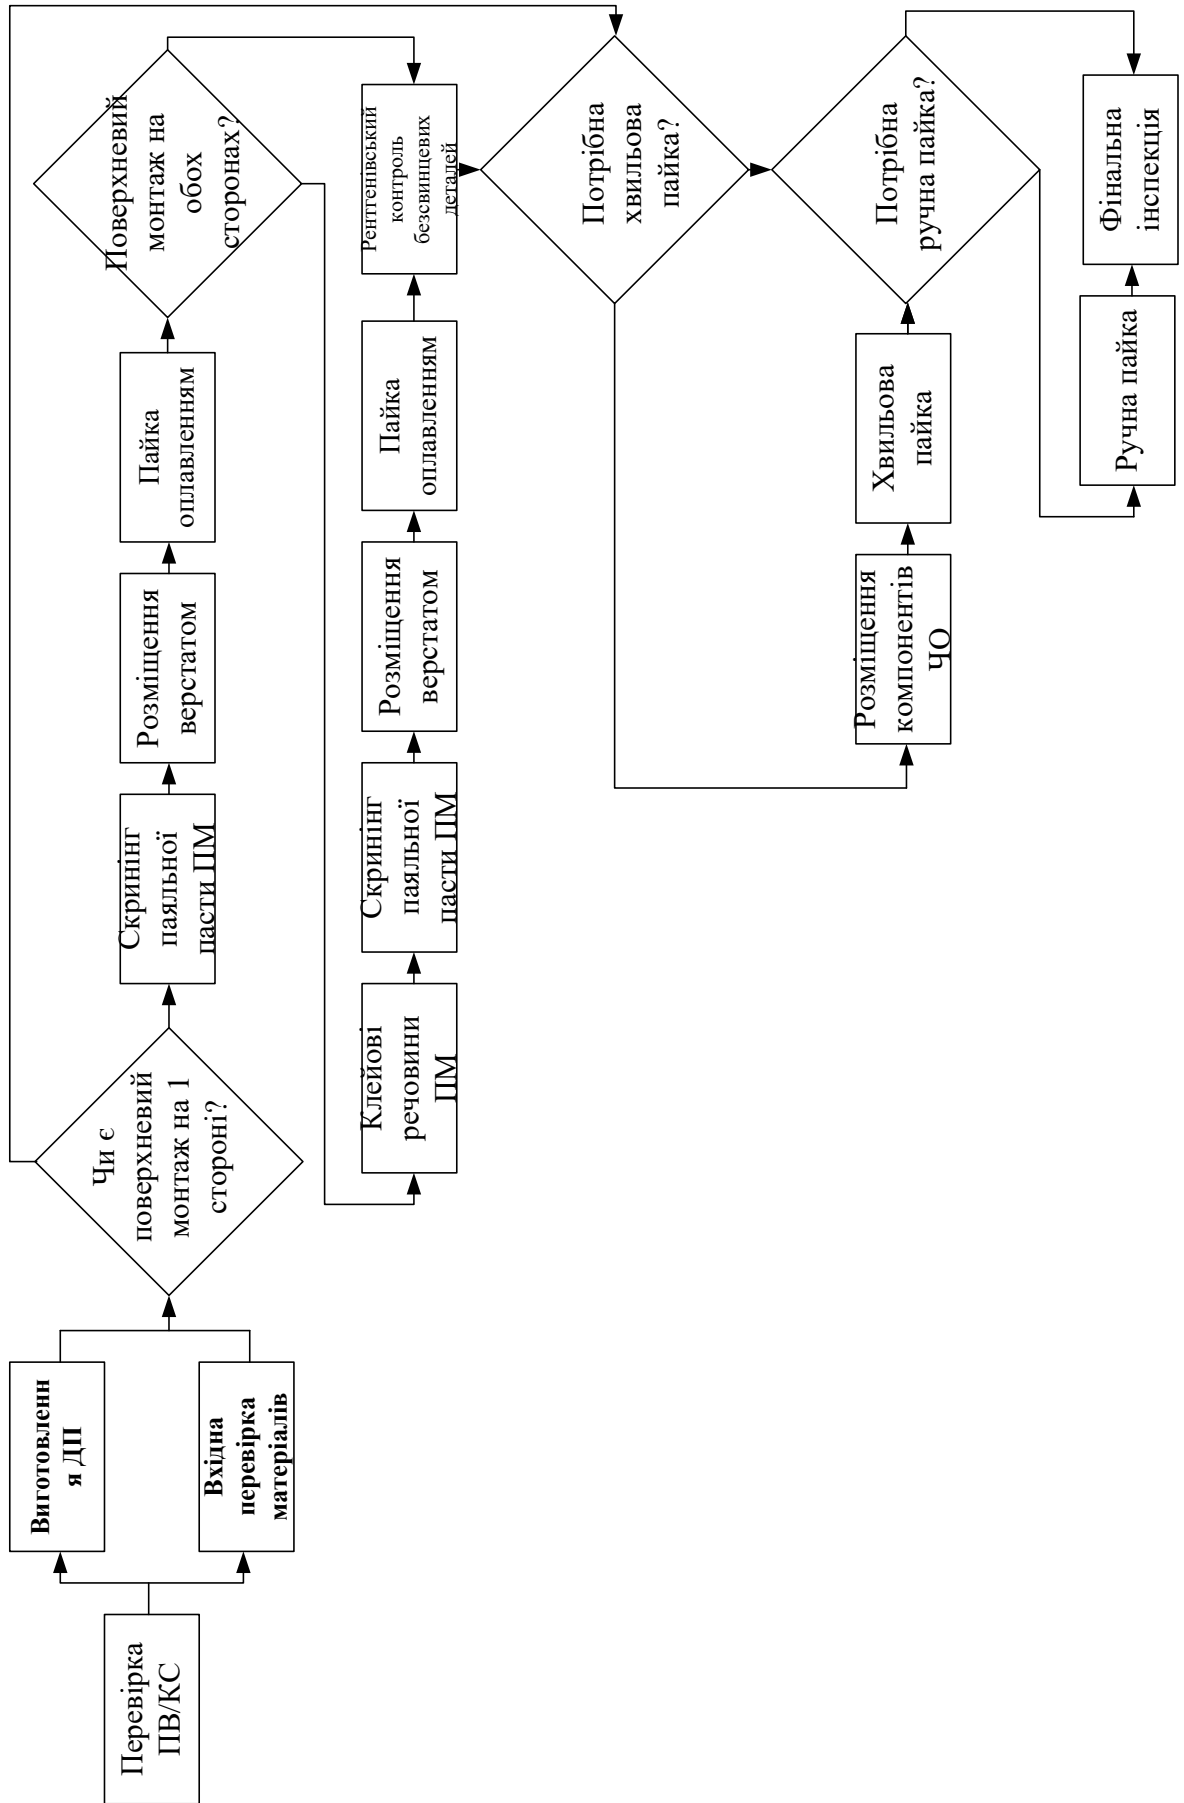 Перевірка
ПВ/КС
Виготовленн
я ДП
Вхідна
перевірка
матеріалів
Чи є
поверхневий
монтаж на 1
стороні?
Скринінг
паяльної
пасти ПМ
Розміщення
верстатом
Пайка
оплавленням
Поверхневий
монтаж на
обох
сторонах?
Клейові
речовини
ПМ
Скринінг
паяльної
пасти ПМ
Розміщення
верстатом
Пайка
оплавленням
Рентгенівський
контроль
безсвинцевих
деталей
Потрібна
хвильова
пайка?
Розміщення
компонентів
ЧО
Хвильова
пайка
Потрібна
ручна пайка?
Ручна пайка
Фінальна
інспекція